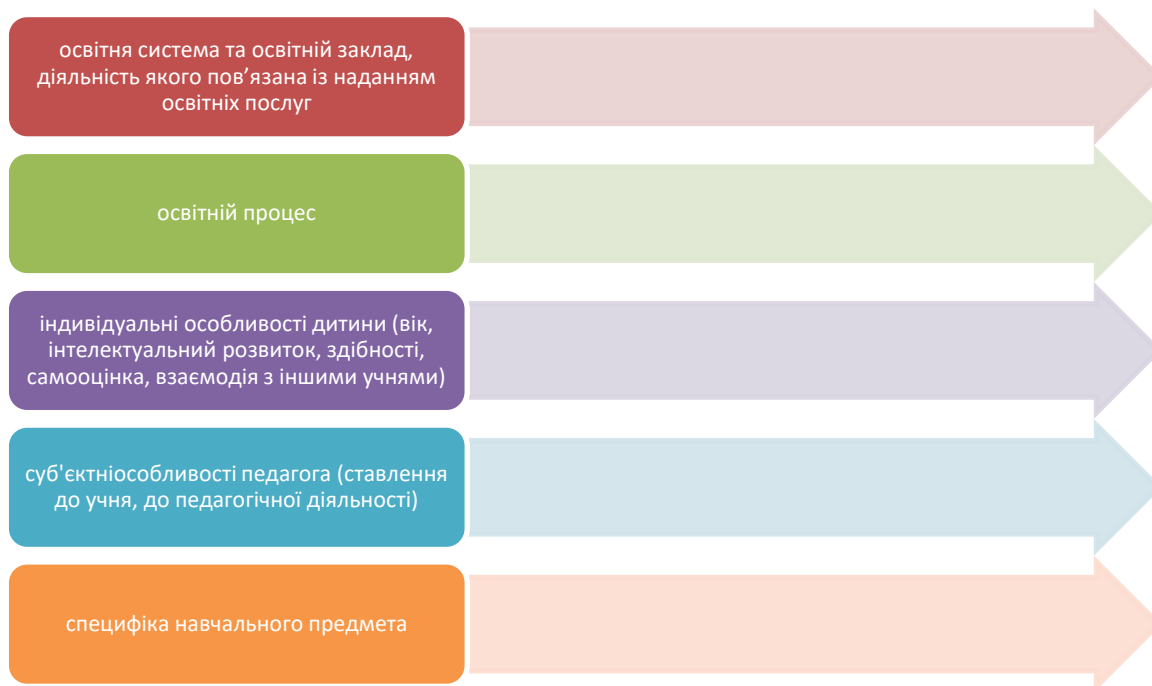 освітня система та освітній заклад,
діяльність якого пов’язана із наданням
освітніх послуг
освітній процес
індивідуальні особливості дитини (вік,
інтелектуальний розвиток, здібності,
самооцінка, взаємодія з іншими учнями)
суб'єктніособливості педагога (ставлення
до учня, до педагогічної діяльності)
специфіка навчального предмета